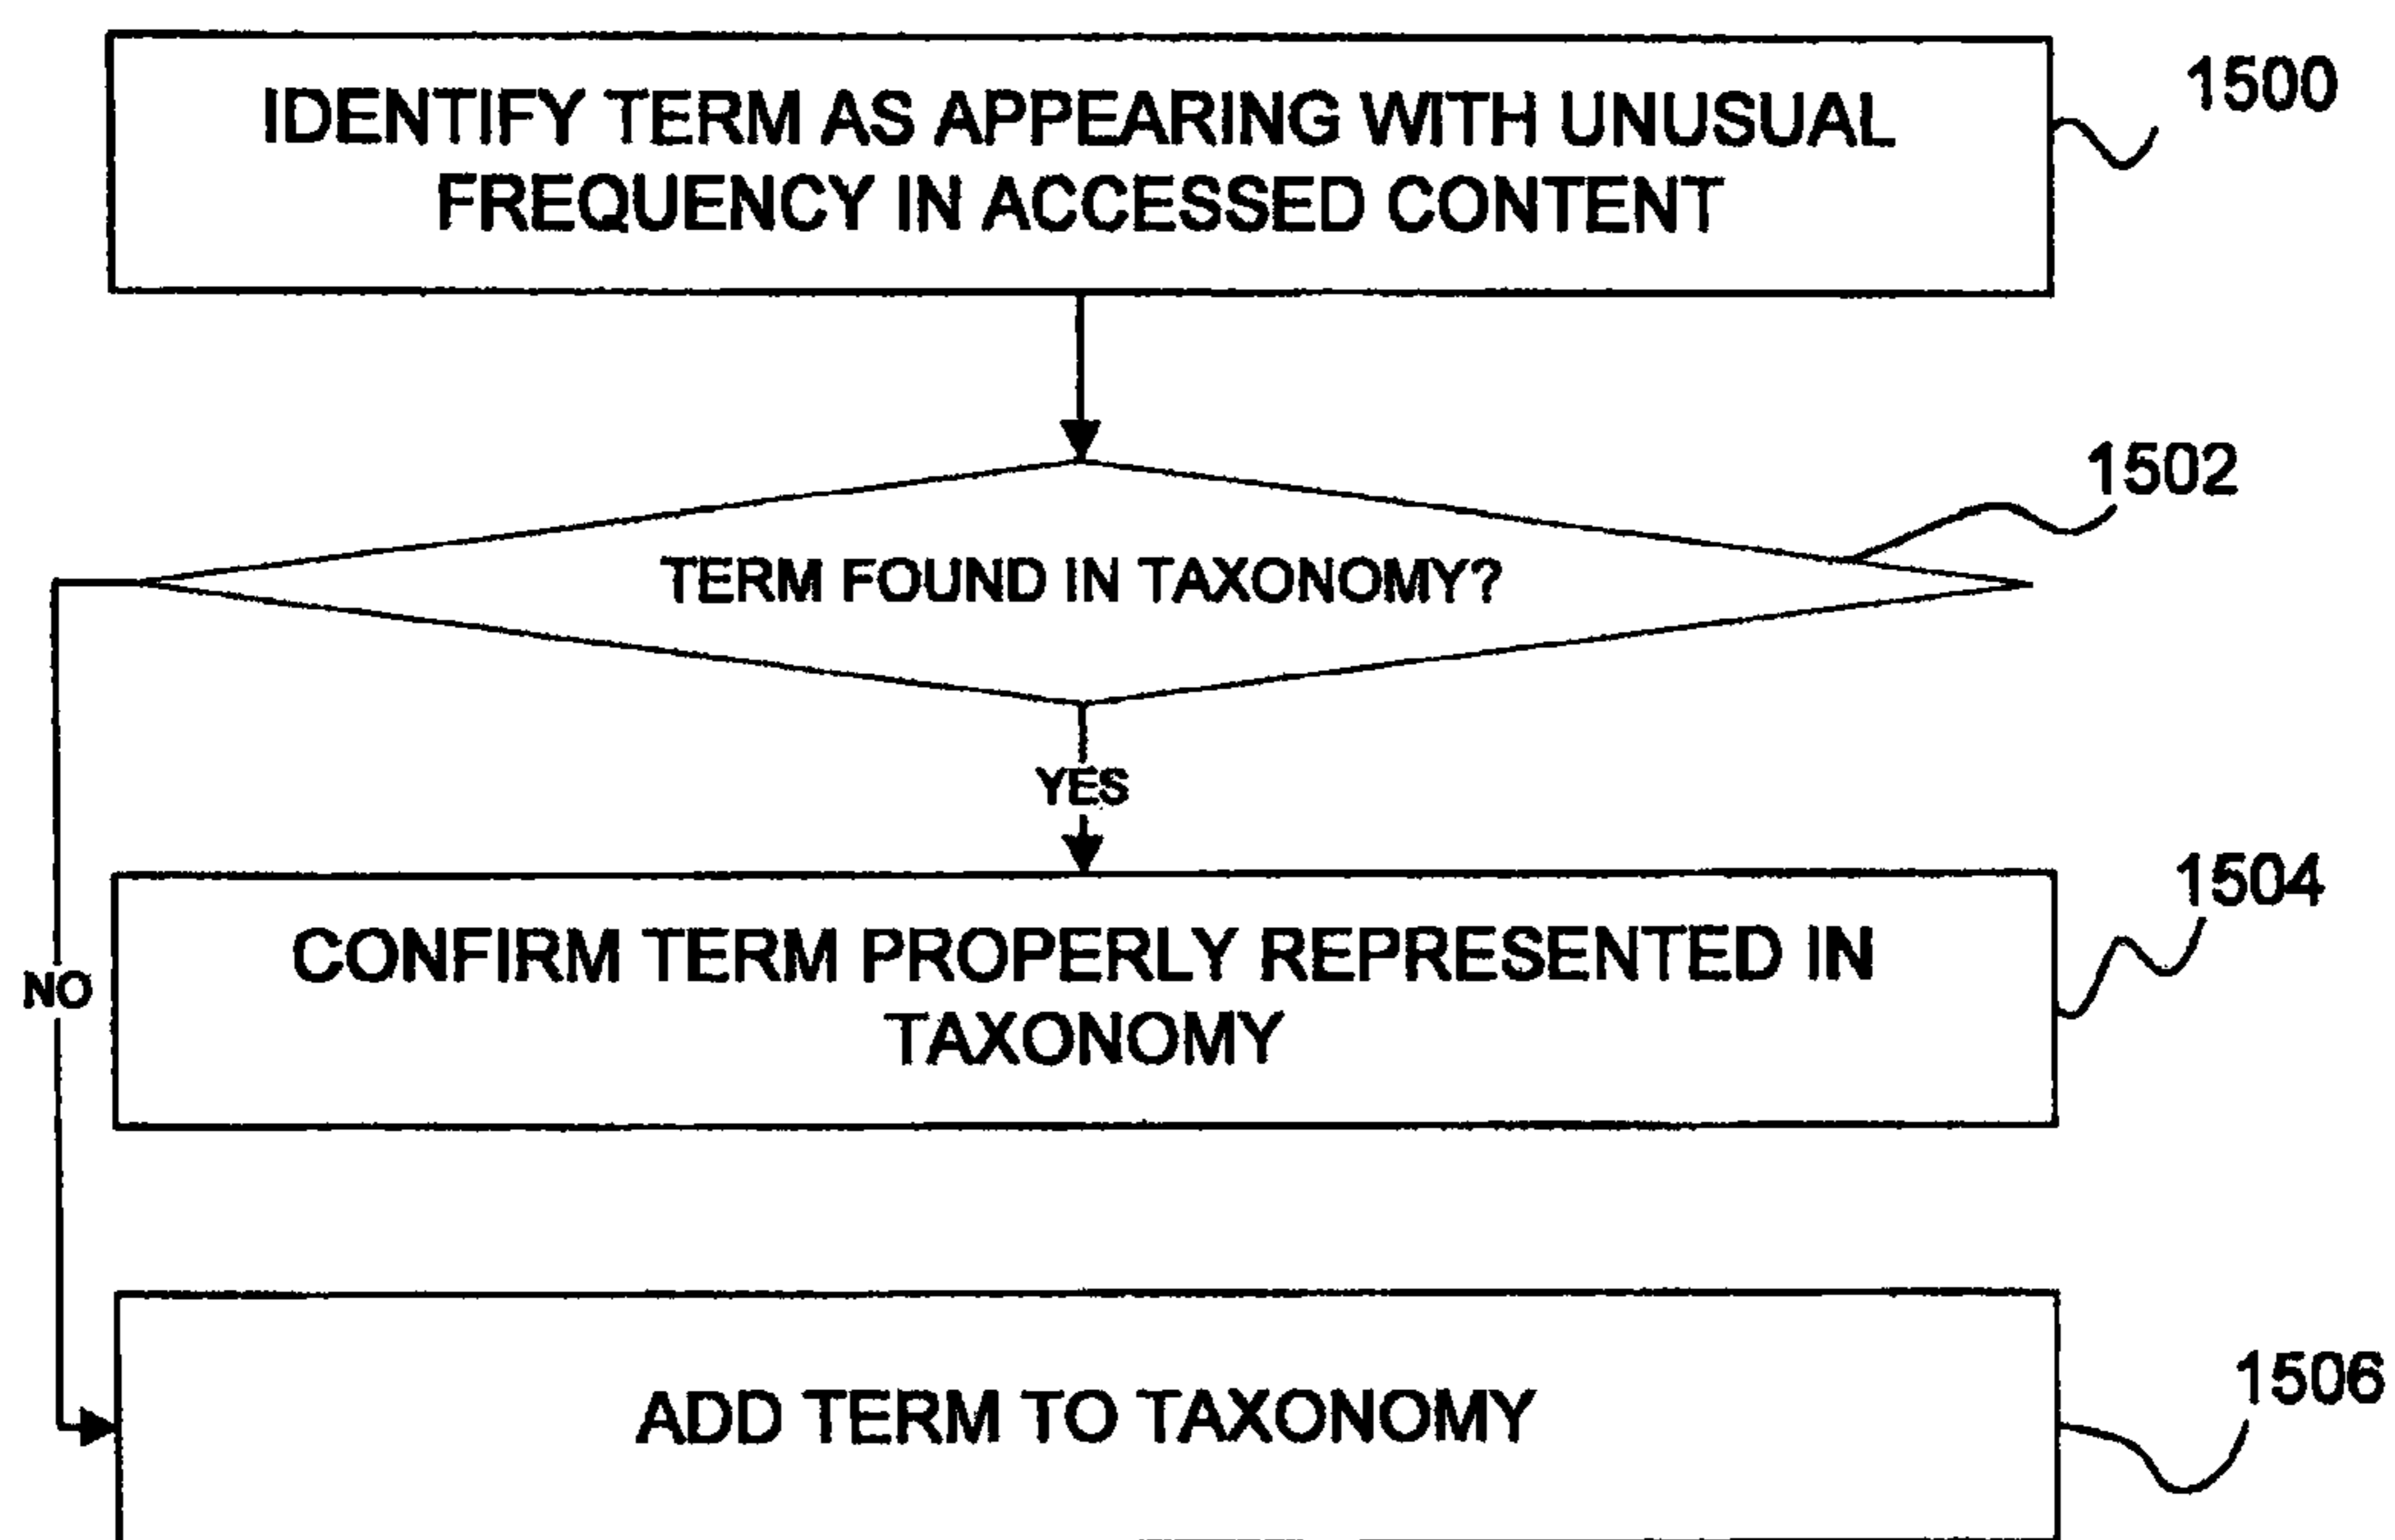 IDENTIFY TERM AS APPEARING WITH UNUSUAL
FREQUENCY IN ACCESSED CONTENT
1500
1502
TERM FOUND IN TAXONOMY?
YES
1504
CONFIRM TERM PROPERLY REPRESENTED IN
TAXONOMY
NO
1506
ADD TERM TO TAXONOMY